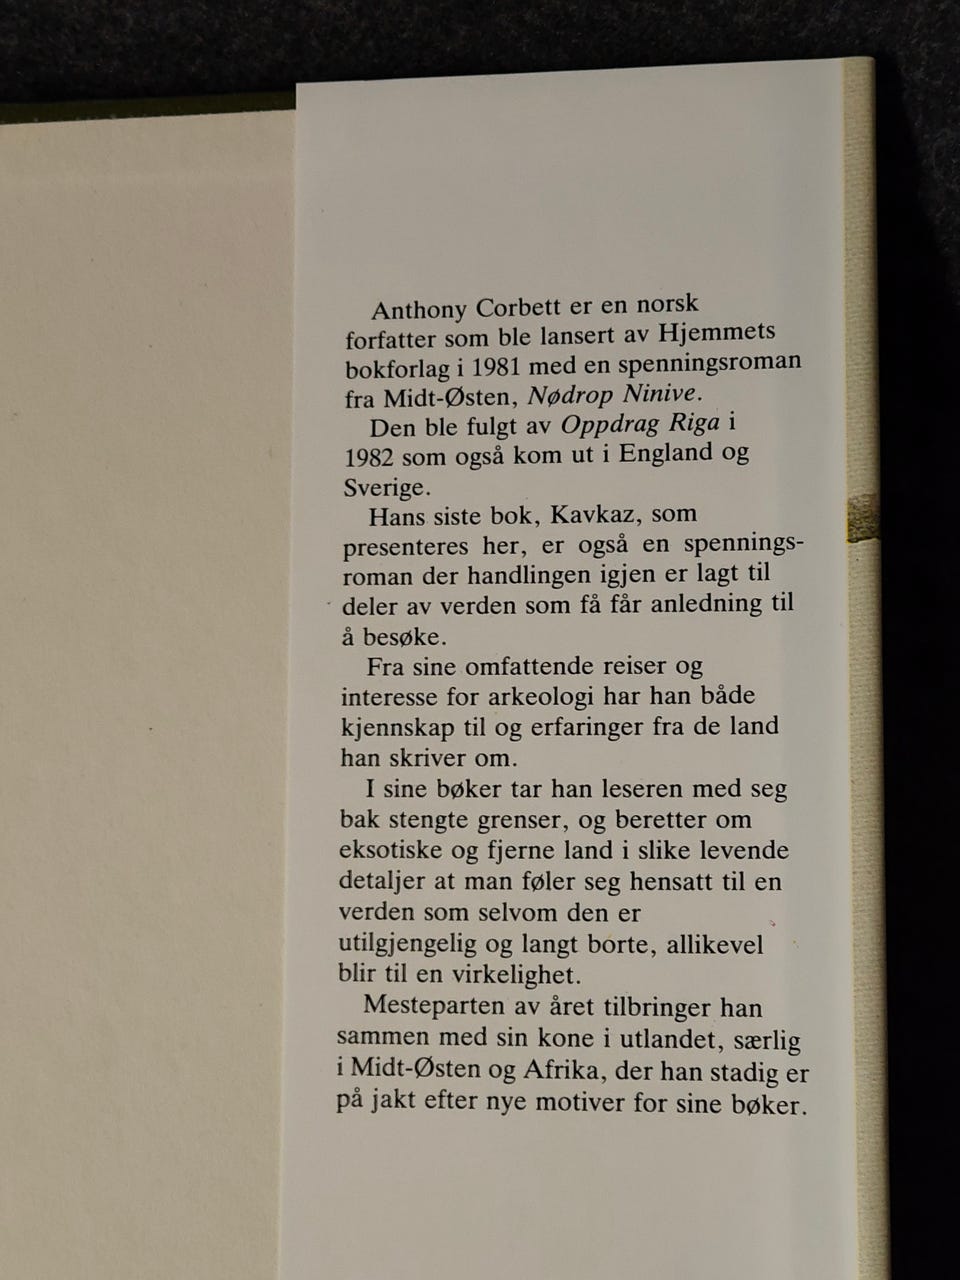 Anthony Corbett er en norsk
forfatter som ble lansert av Hjemmets
bokforlag i 1981 med en spenningsroman
fra Midt-Østen, Nødrop Ninive.
Den ble fulgt av Oppdrag Riga i
1982 som også kom ut i England og
Sverige.
Hans siste bok, Kavkaz, som
presenteres her, er også en spennings-
roman der handlingen igjen er lagt til
deler av verden som få får anledning til
å besøke.
Fra sine omfattende reiser og
interesse for arkeologi har han både
kjennskap til og erfaringer fra de land
han skriver om.
I sine bøker tar han leseren med seg
bak stengte grenser, og beretter om
eksotiske og fjerne land i slike levende
detaljer at man føler seg hensatt til en
verden som selvom den er
utilgjengelig og langt borte, allikevel
blir til en virkelighet.
Mesteparten av året tilbringer han
sammen med sin kone i utlandet, særlig
i Midt-Østen og Afrika, der han stadig er
på jakt efter nye motiver for sine bøker.